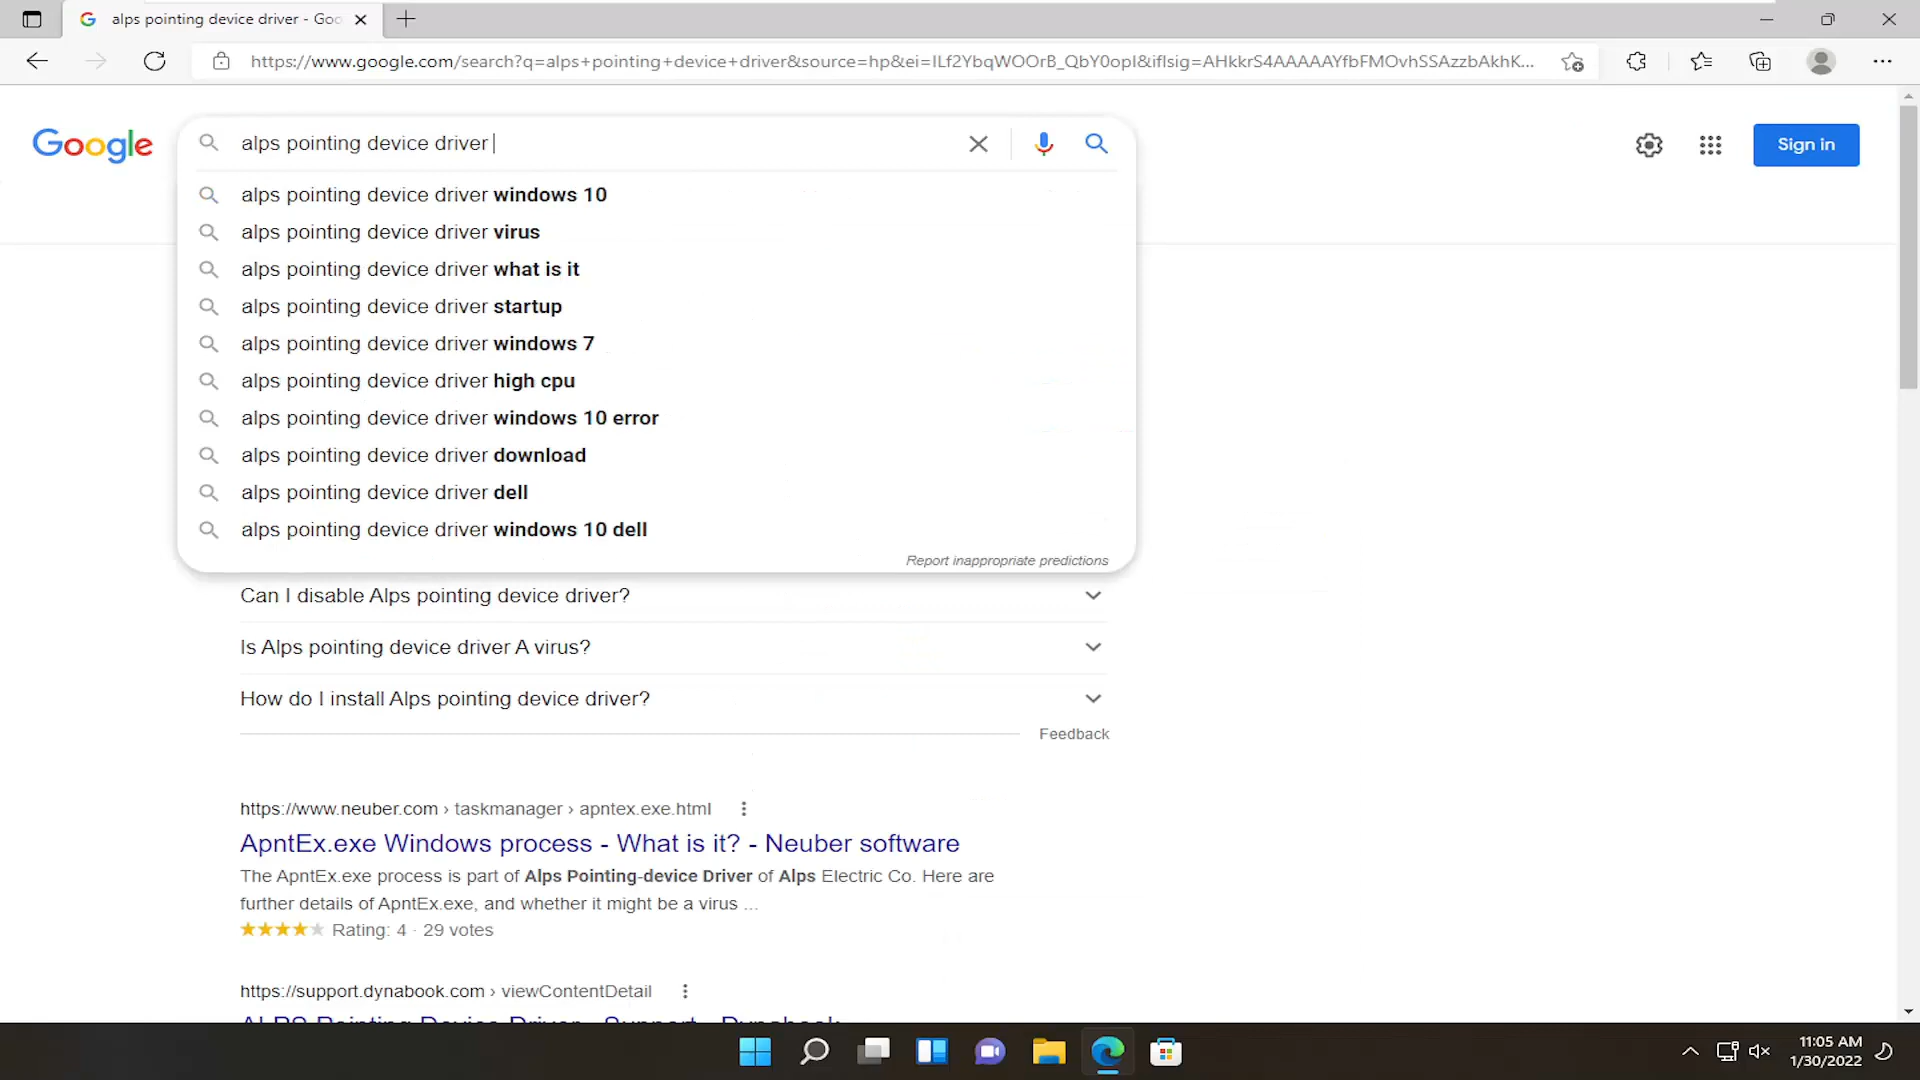 alps pointing device driver - Goo
https://www.google.com/search?q=alps+pointing+device+driver&source=hp&ei=ILf2YbqWOOrB_QbY0opI&iflsig=AHkkrS4AAAAAYfbFMOvhSSAzzbAkhK...
Google
alps pointing device driver
Sign in
alps pointing device driver windows 10
alps pointing device driver virus
alps pointing device driver what is it
alps pointing device driver startup
alps pointing device driver windows 7
alps pointing device driver high cpu
alps pointing device driver windows 10 error
alps pointing device driver download
alps pointing device driver dell
alps pointing device driver windows 10 dell
Report inappropriate predictions
Can I disable Alps pointing device driver?
Is Alps pointing device driver A virus?
How do I install Alps pointing device driver?
Feedback
https://www.neuber.com › taskmanager › apntex.exe.html
ApntEx.exe Windows process - What is it? - Neuber software
The ApntEx.exe process is part of Alps Pointing-device Driver of Alps Electric Co. Here are
further details of ApntEx.exe, and whether it might be a virus ...
Rating: 4 · 29 votes
https://support.dynabook.com › viewContentDetail
ALPS Pointing Device Driver - Support - Dynabook
11:05 AM
1/30/2022